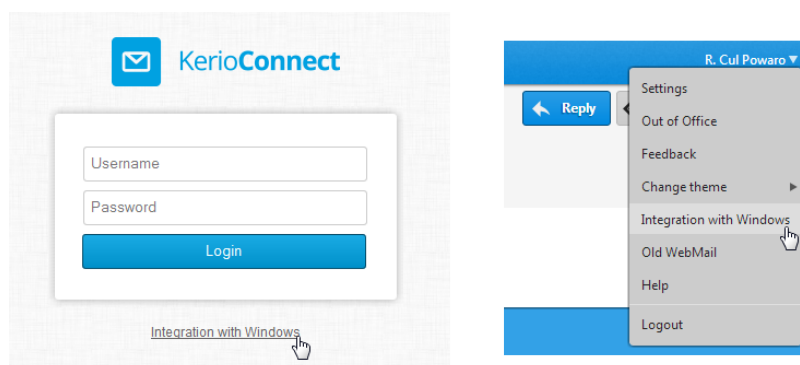 KerioConnect
Username
Password
Login
Integration with Windows
R. Cul Powaro
Reply
Settings
Out of Office
Feedback
Change theme
Integration with Windows
Old WebMail
Help
Logout